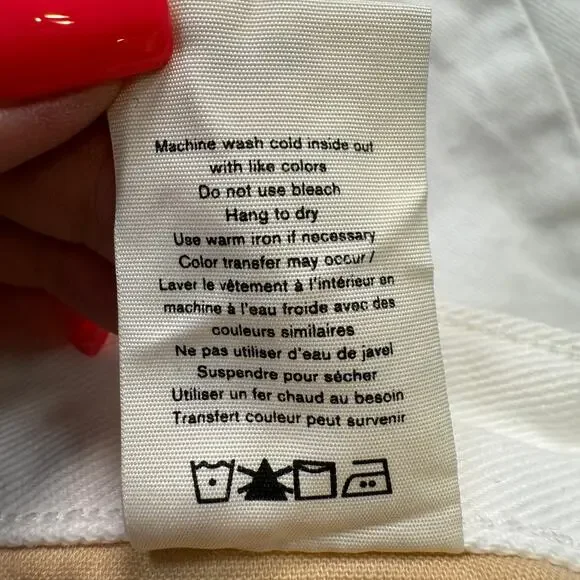 Machine wash cold inside out
with like colors
Do not use bleach
Hang to dry
Use warm iron if necessary
Color transfer may occur /
Laver le vêtement à l'intérieur en
machine à l'eau froide avec des
couleurs similaires
Ne pas utiliser d'eau de javel
Suspendre pour sécher
Utiliser un fer chaud au besoin
Transfert couleur peut survenir